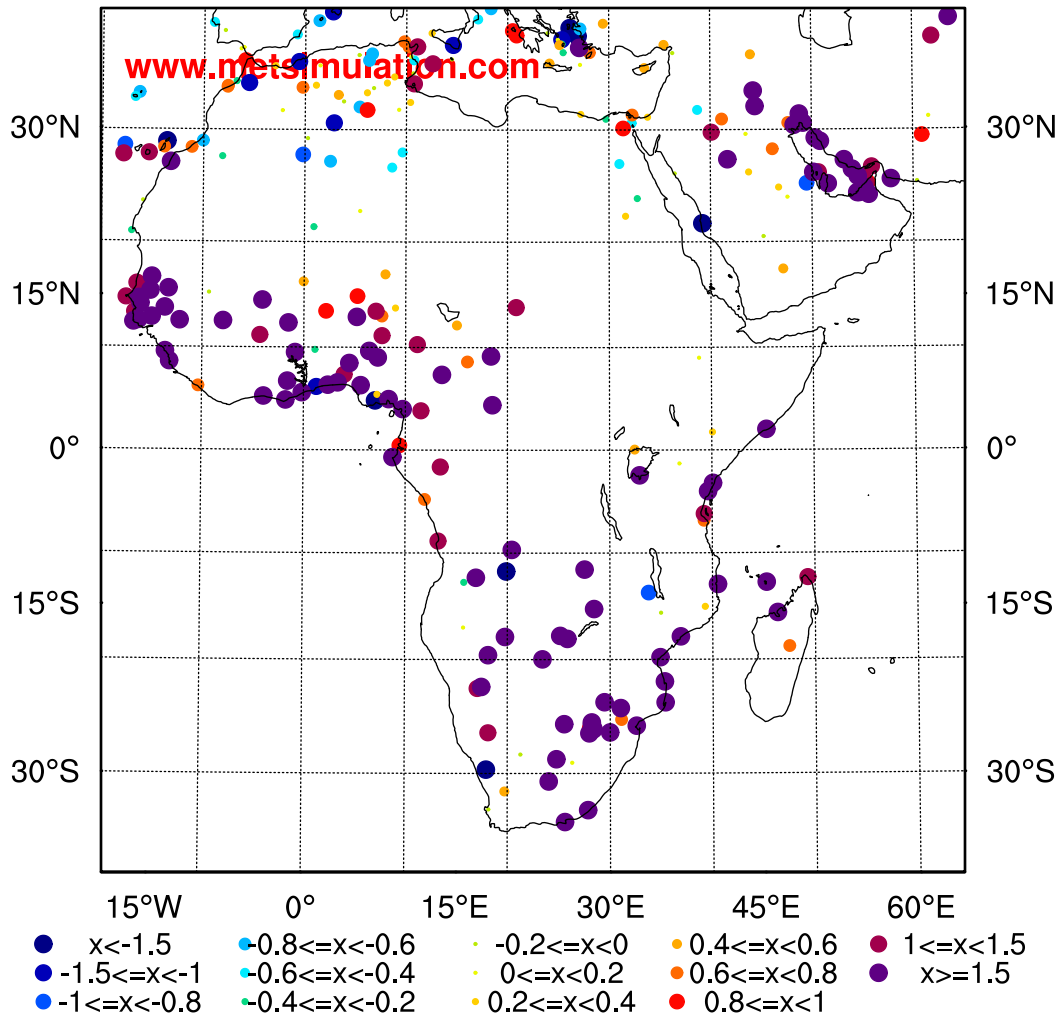 www.metsimulation.com
30°N 30°N
15°N 15°N
0° 0°
15°S 15°S
30°S 30°S
15°W 0° 15°E 30°E 45°E 60°E
x<-1.5 -0.8<=x<-0.6 -0.2<=x<0 0.4<=x<0.6 1<=x<1.5
-1.5<=x<-1 -0.6<=x<-0.4 0<=x<0.2 0.6<=x<0.8 x>=1.5
-1<=x<-0.8 -0.4<=x<-0.2 0.2<=x<0.4 0.8<=x<1